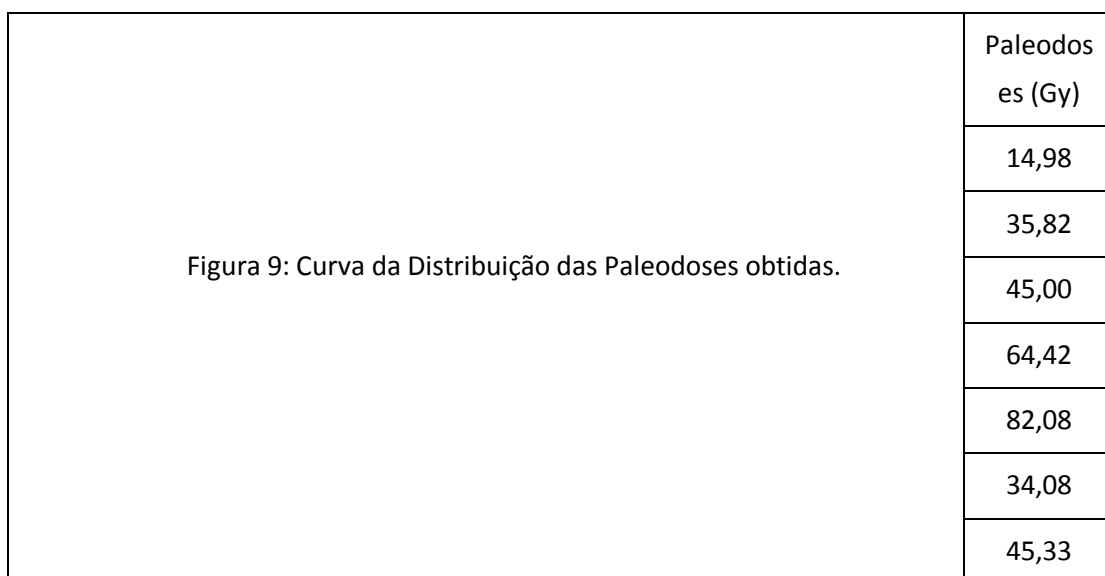 Figura 9: Curva da Distribuição das Paleodoses obtidas.
Paleodos
es (Gy)
14,98
35,82
45,00
64,42
82,08
34,08
45,33